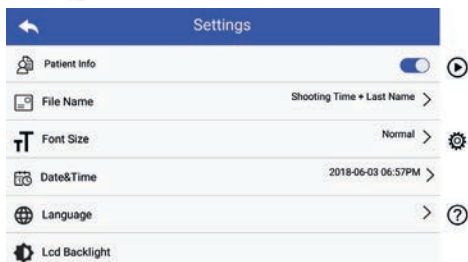 Settings
Patient Info
File Name Shooting Time + Last Name
Font Size Normal
Date&Time 2018-06-03 06:57PM
Language
Lcd Backlight